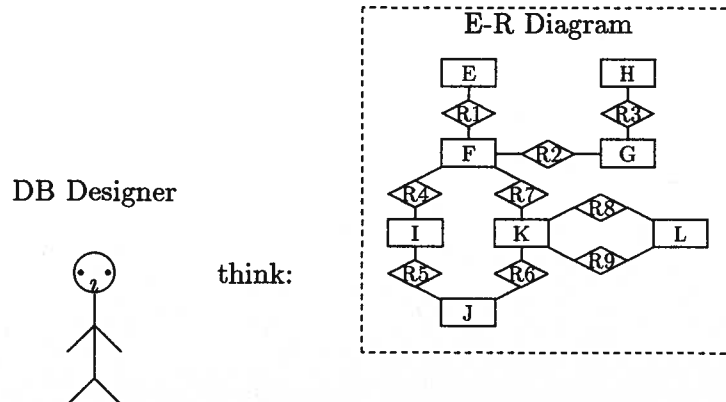 E-R Diagram
E H
R1 R3
F R2 G
DB Designer
R4 R7
R8
I K L
think:
R5 R6 R9
J